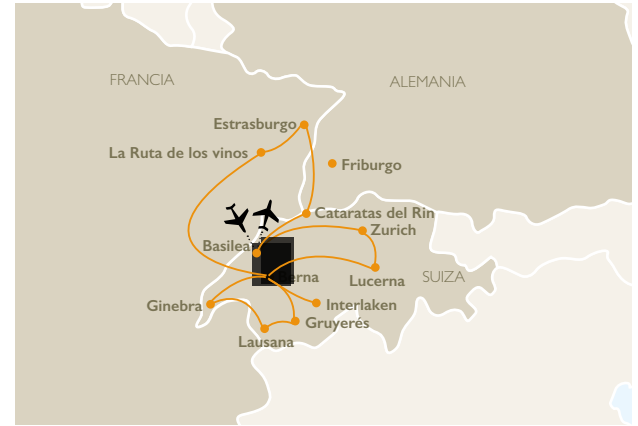 FRANCIA
ALEMANIA
Estrasburgo
La Ruta de los vinos
Friburgo
Cataratas del Rin
Zurich
Basilea
Lucerna
SUIZA
Ginebra
Interlaken
Gruyerés
Lausana